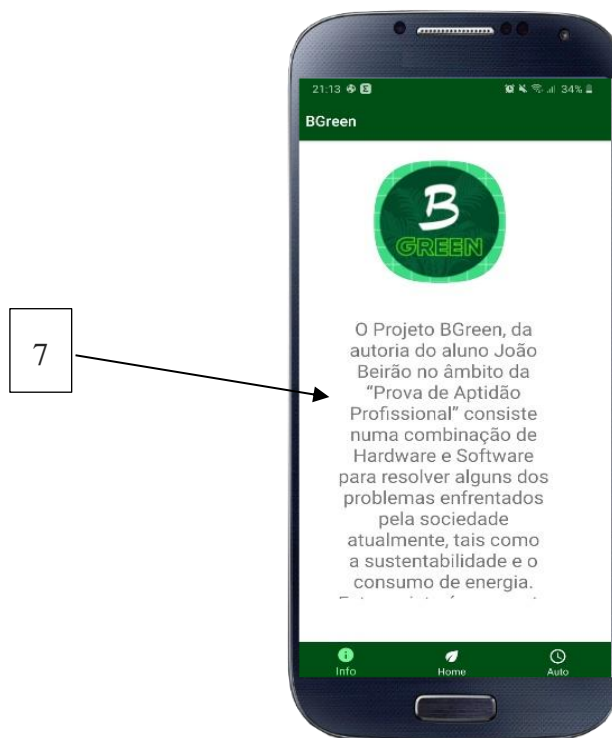 21:13
34%
BGreen
B
GREEN
7
O Projeto BGreen, da
autoria do aluno João
Beirão no âmbito da
“Prova de Aptidão
Profissional” consiste
numa combinação de
Hardware e Software
para resolver alguns dos
problemas enfrentados
pela sociedade
atualmente, tais como
a sustentabilidade e o
consumo de energia.
Info Home Auto